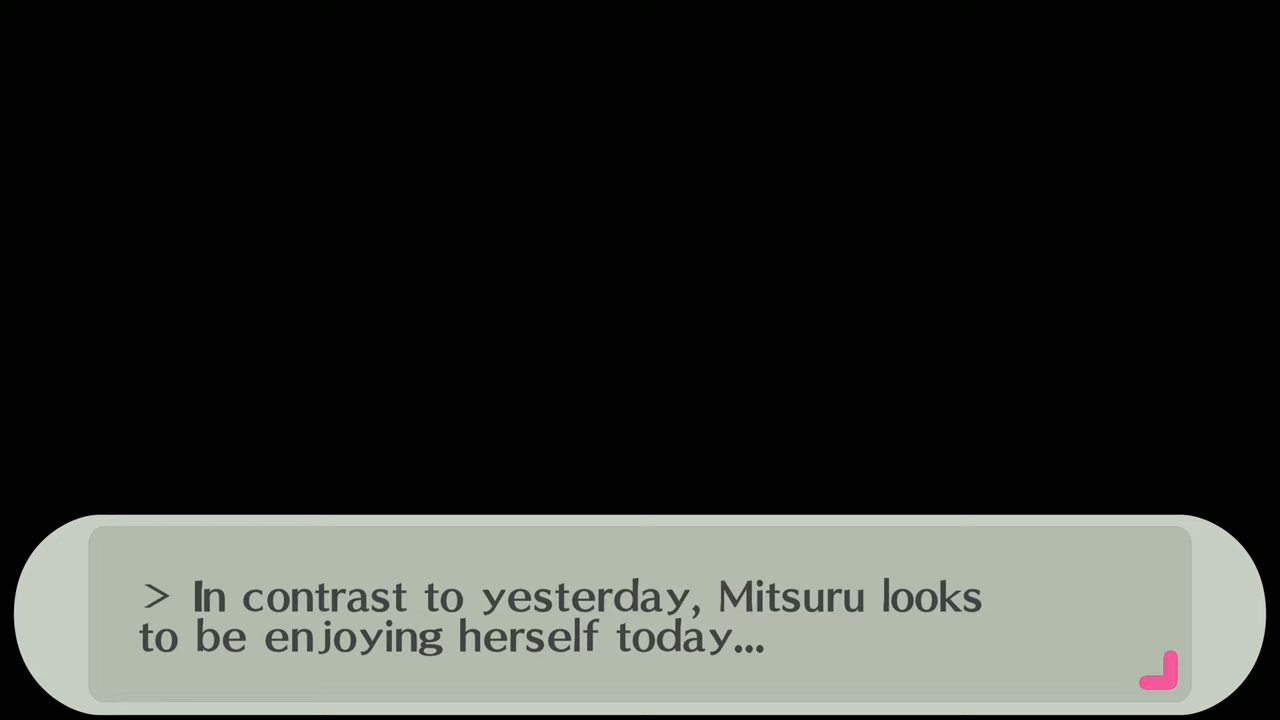 > In contrast to yesterday, Mitsuru looks
to be enjoying herself today...